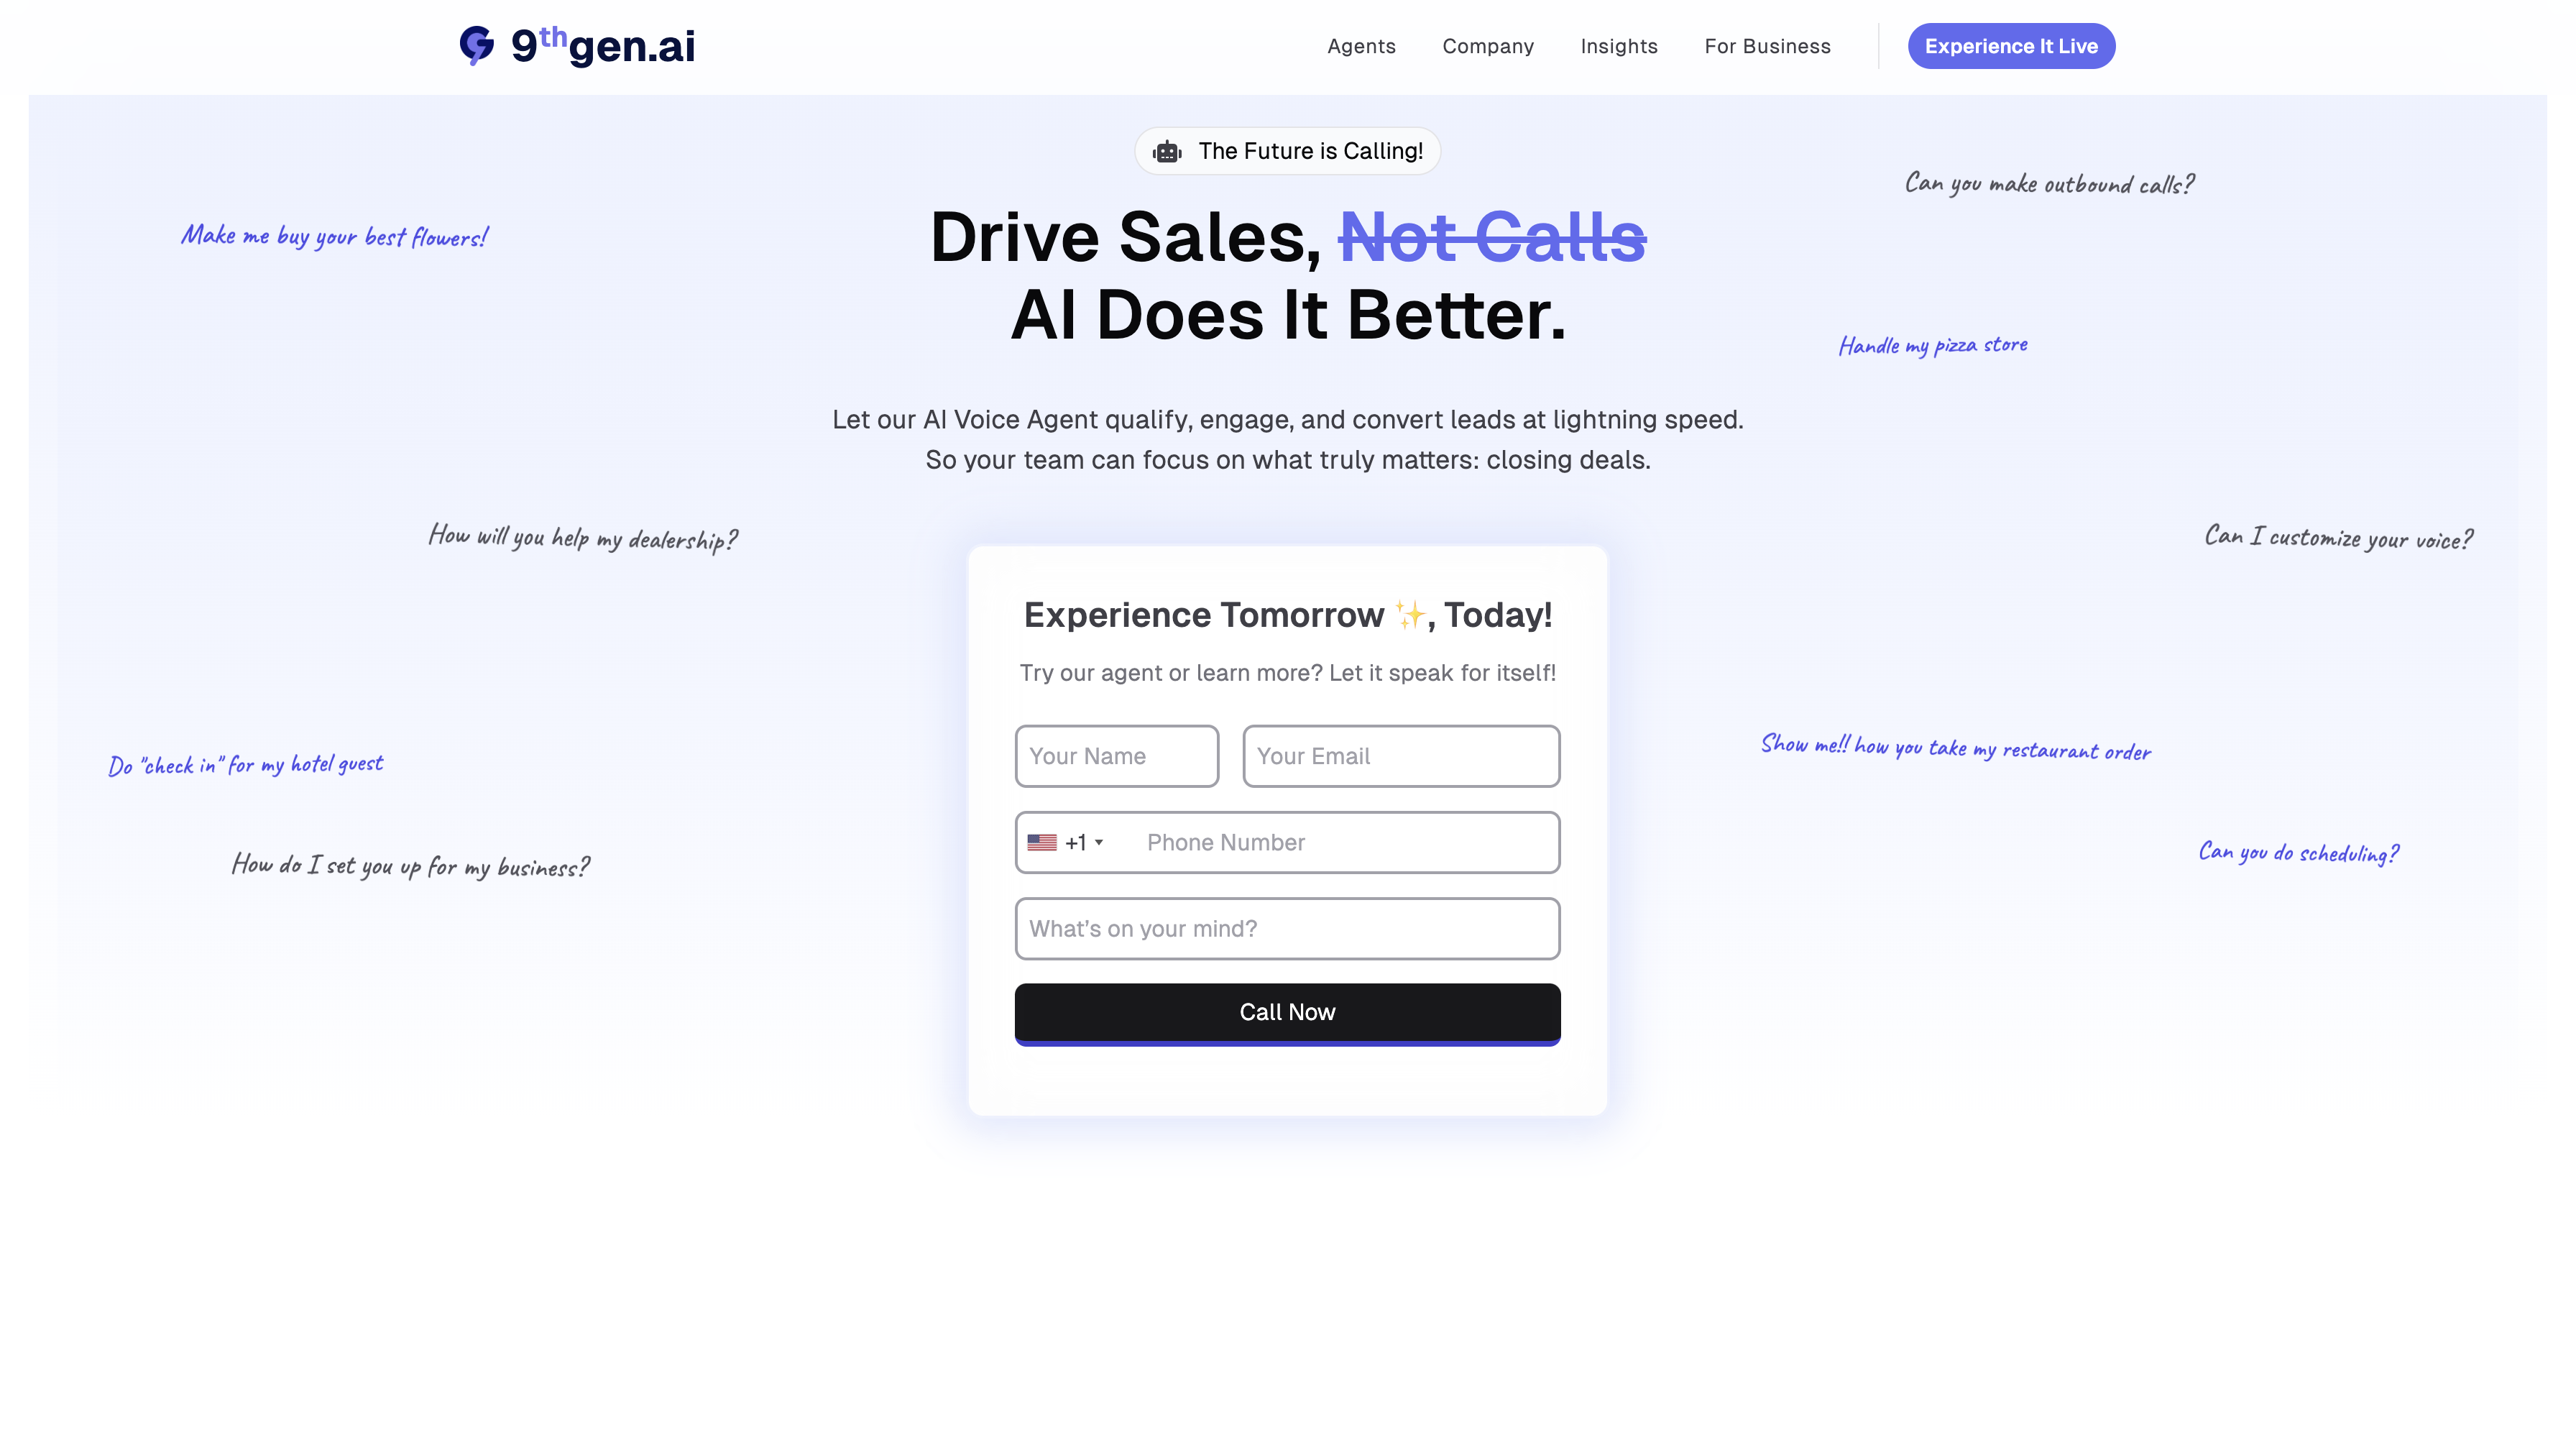 9thgen.ai
Agents
Company
Insights
For Business
Experience It Live
The Future is Calling!
Can you make outbound calls?
Make me buy your best flowers!
Drive Sales, Not Calls
AI Does It Better.
Handle my pizza store
Let our AI Voice Agent qualify, engage, and convert leads at lightning speed.
So your team can focus on what truly matters: closing deals.
How will you help my dealership?
Can I customize your voice?
Experience Tomorrow ✨, Today!
Try our agent or learn more? Let it speak for itself!
Do "check in" for my hotel guest
Your Name
Your Email
Show me!! how you take my restaurant order
How do I set you up for my business?
+1
Phone Number
Can you do scheduling?
What's on your mind?
Call Now